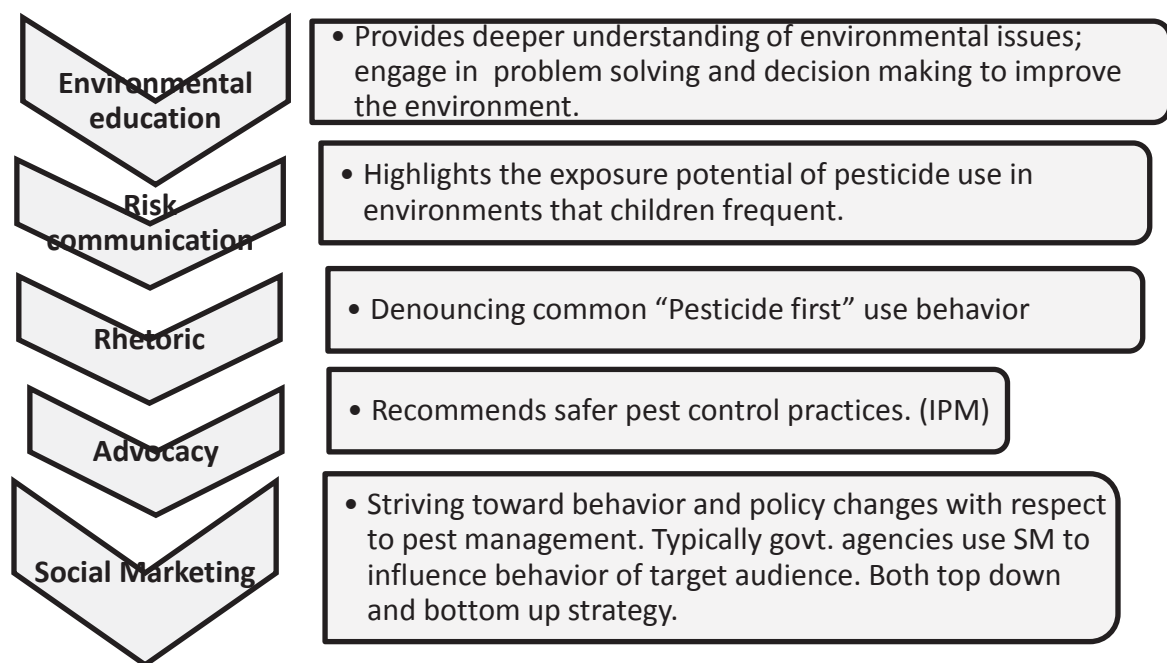 Environmental
education
• Provides deeper understanding of environmental issues;
engage in  problem solving and decision making to improve
the environment.
Risk
communication
• Highlights the exposure potential of pesticide use in
environments that children frequent.
Rhetoric
• Denouncing common “Pesticide first” use behavior
Advocacy
• Recommends safer pest control practices. (IPM)
Social Marketing
• Striving toward behavior and policy changes with respect
to pest management. Typically govt. agencies use SM to
influence behavior of target audience. Both top down
and bottom up strategy.